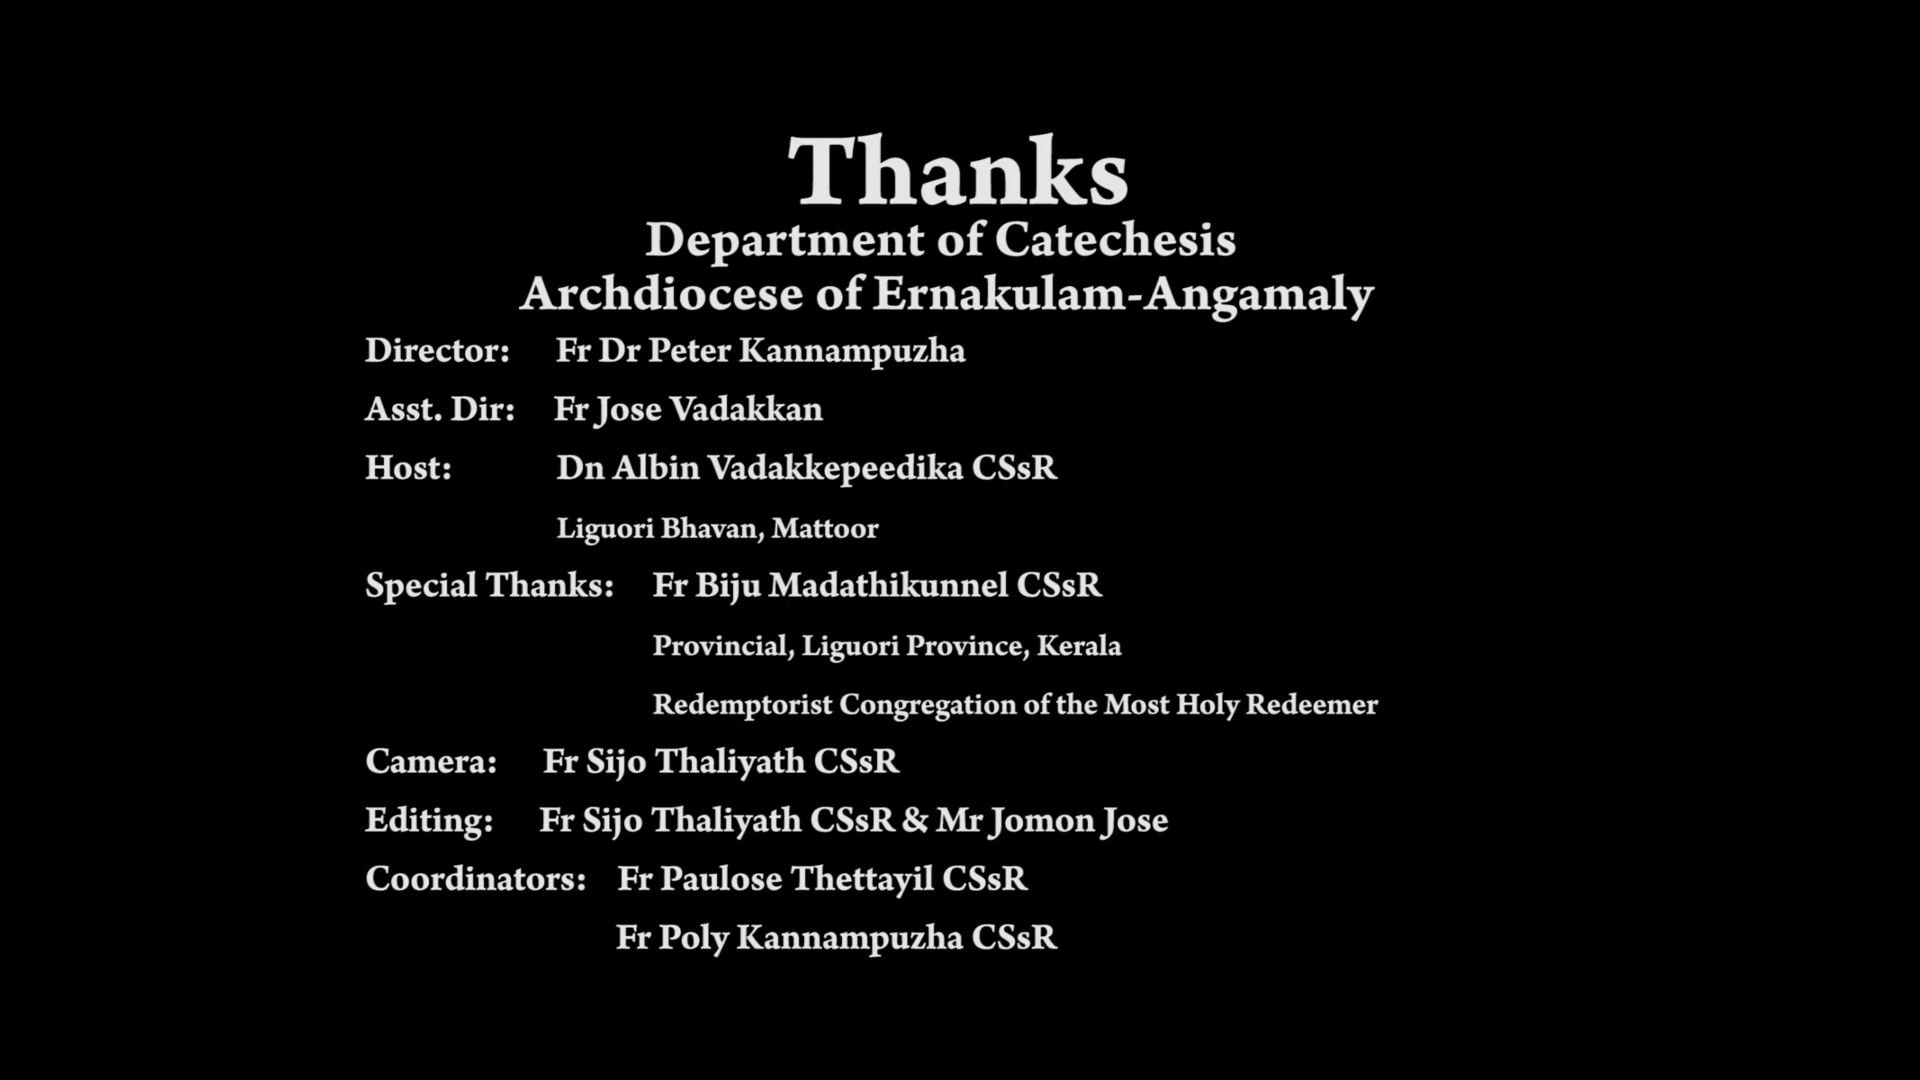 Thanks
Department of Catechesis
Archdiocese of Ernakulam-Angamaly
Director: Fr Dr Peter Kannampuzha
Asst. Dir: Fr Jose Vadakkan
Host: Dn Albin Vadakkepeedika CSsR
Liguori Bhavan, Mattoor
Special Thanks: Fr Biju Madathikunnel CSsR
Provincial, Liguori Province, Kerala
Redemptorist Congregation of the Most Holy Redeemer
Camera: Fr Sijo Thaliyath CSsR
Editing: Fr Sijo Thaliyath CSsR & Mr Jomon Jose
Coordinators: Fr Paulose Thettayil CSsR
Fr Poly Kannampuzha CSsR